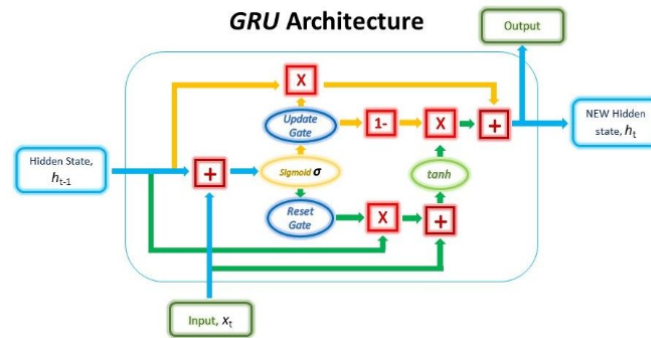 GRU Architecture
Output
X
Update
Gate
1-
X
+
NEW Hidden
state, hₜ
Hidden State,
hₜ₋₁
+
Sigmoid σ
tanh
Reset
Gate
X
+
Input, xₜ